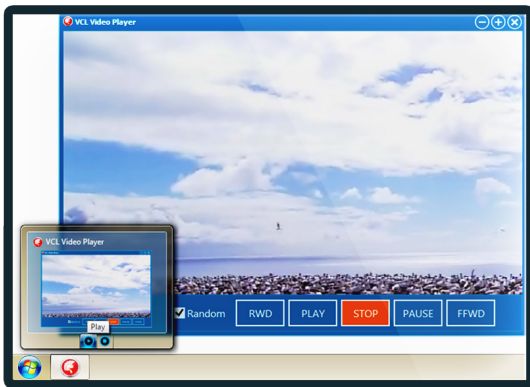 VCL Video Player
VCL Video Player
Play
Random
RWD
PLAY
STOP
PAUSE
FFWD